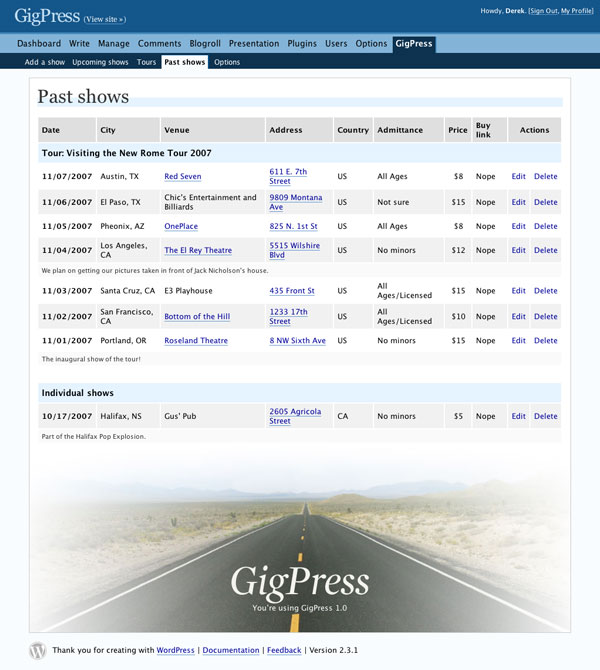 GigPress (View site »)
Howdy, Derek. [Sign Out, My Profile]
Dashboard Write Manage Comments Blogroll Presentation Plugins Users Options GigPress
Add a show Upcoming shows Tours Past shows Options
Past shows
Date City Venue Address Country Admittance Price Buy link Actions
Tour: Visiting the New Rome Tour 2007
11/07/2007 Austin, TX Red Seven 611 E. 7th Street US All Ages $8 Nope Edit Delete
11/06/2007 El Paso, TX Chic's Entertainment and Billiards 9809 Montana Ave US Not sure $15 Nope Edit Delete
11/05/2007 Pheonix, AZ OnePlace 825 N. 1st St US All Ages $8 Nope Edit Delete
11/04/2007 Los Angeles, CA The El Rey Theatre 5515 Wilshire Blvd US No minors $12 Nope Edit Delete
We plan on getting our pictures taken in front of Jack Nicholson's house.
11/03/2007 Santa Cruz, CA E3 Playhouse 435 Front St US All Ages/Licensed $15 Nope Edit Delete
11/02/2007 San Francisco, CA Bottom of the Hill 1233 17th Street US All Ages/Licensed $10 Nope Edit Delete
11/01/2007 Portland, OR Roseland Theatre 8 NW Sixth Ave US No minors $15 Nope Edit Delete
The inaugural show of the tour!
Individual shows
10/17/2007 Halifax, NS Gus' Pub 2605 Agricola Street CA No minors $5 Nope Edit Delete
Part of the Halifax Pop Explosion.
GigPress
You're using GigPress 1.0
Thank you for creating with WordPress | Documentation | Feedback | Version 2.3.1